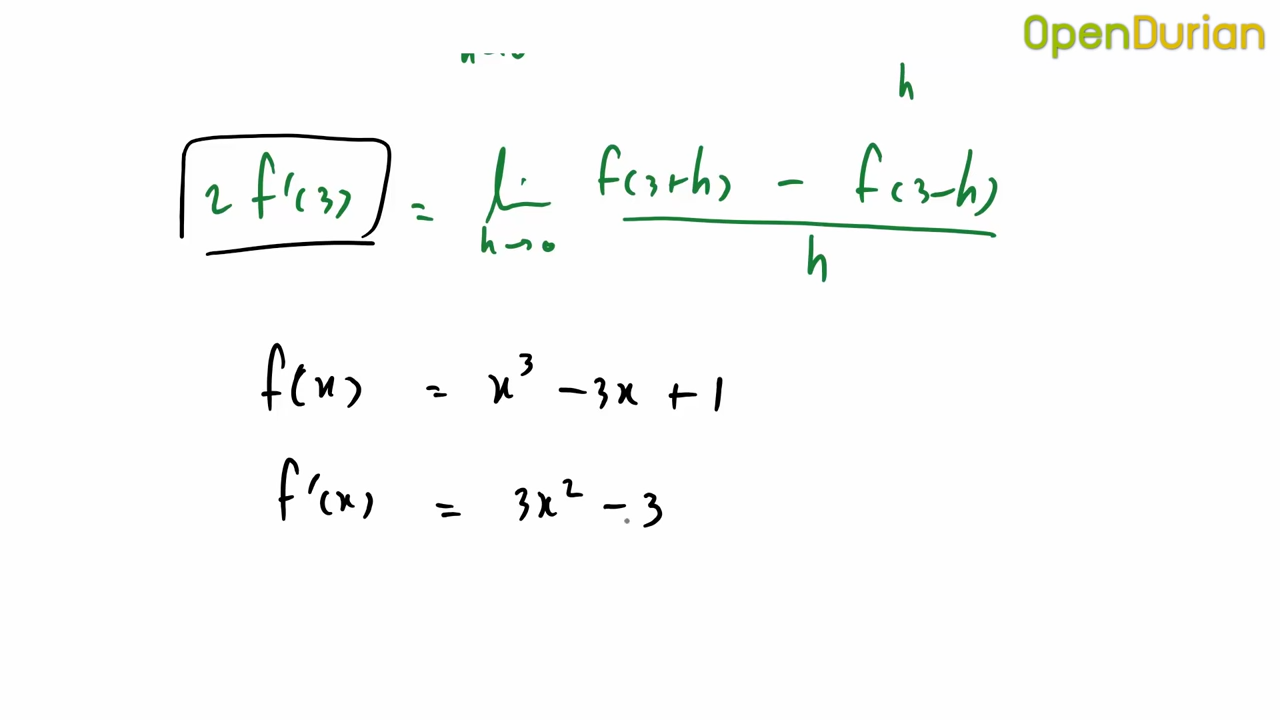 OpenDurian
h
2 f'(3) = lim f(3+h) - f(3-h)
h→0 h
f(x) = x³ - 3x + 1
f'(x) = 3x² - 3